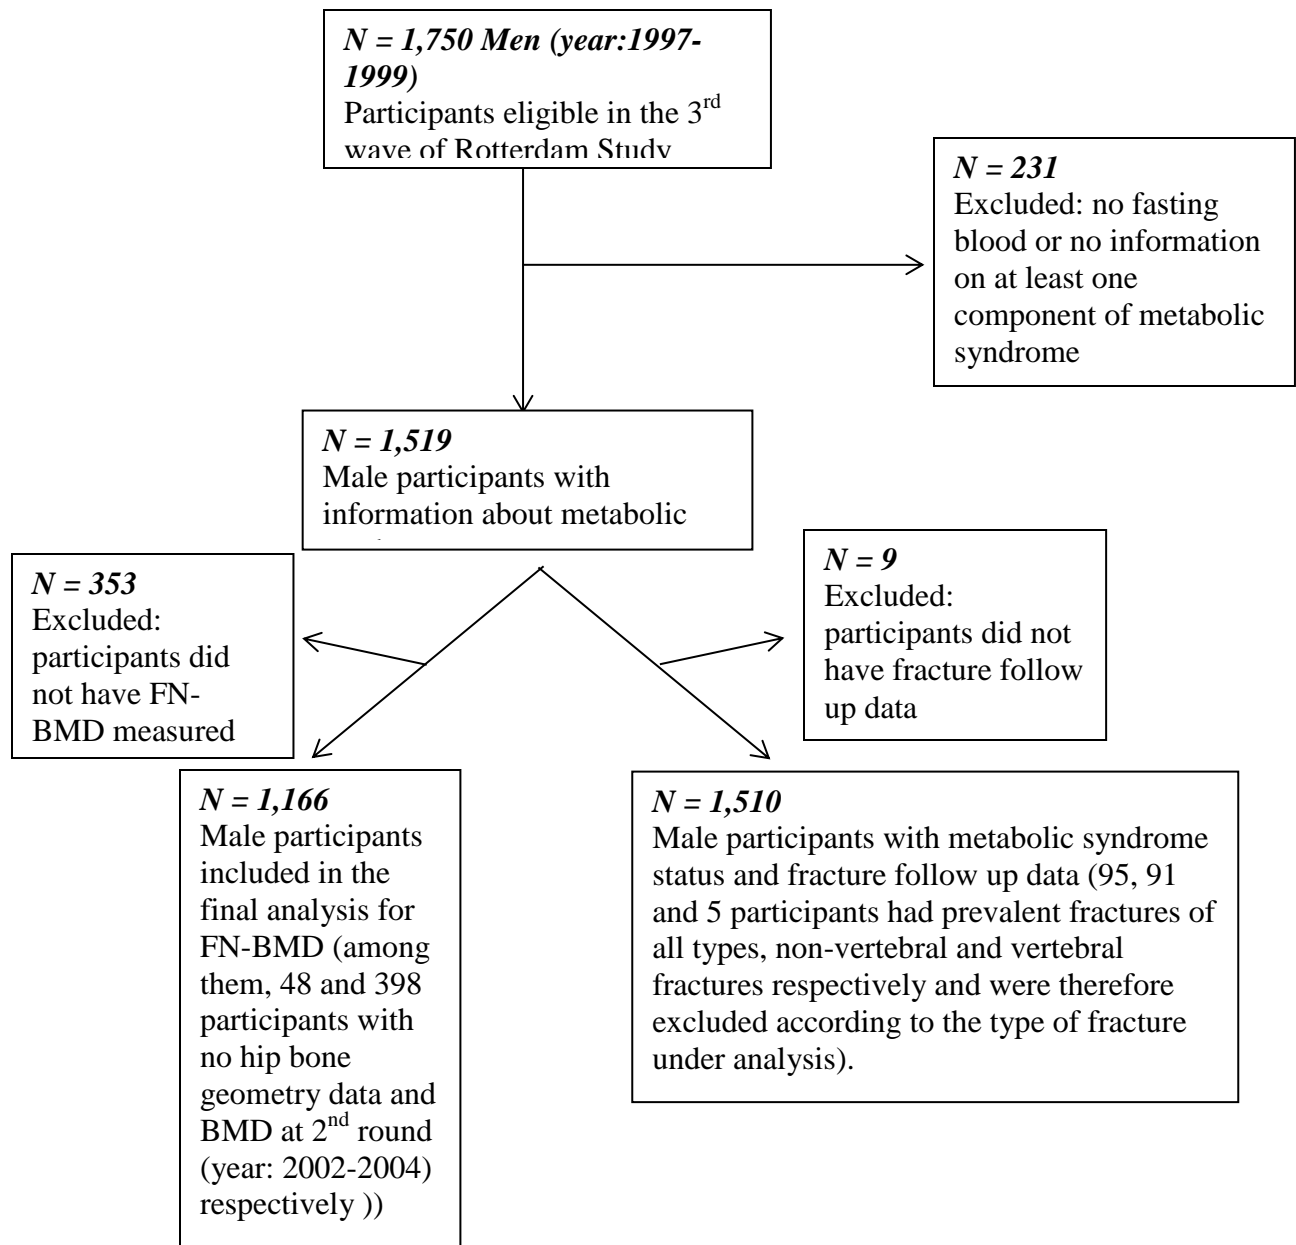 N = 1,750 Men (year:1997-
1999)
Participants eligible in the 3rd
wave of Rotterdam Study
N = 231
Excluded: no fasting
blood or no information
on at least one
component of metabolic
syndrome
N = 1,519
Male participants with
information about metabolic
N = 353
Excluded:
participants did
not have FN-
BMD measured
N = 9
Excluded:
participants did not
have fracture follow
up data
N = 1,166
Male participants
included in the
final analysis for
FN-BMD (among
them, 48 and 398
participants with
no hip bone
geometry data and
BMD at 2nd round
(year: 2002-2004)
respectively ))
N = 1,510
Male participants with metabolic syndrome
status and fracture follow up data (95, 91
and 5 participants had prevalent fractures of
all types, non-vertebral and vertebral
fractures respectively and were therefore
excluded according to the type of fracture
under analysis).